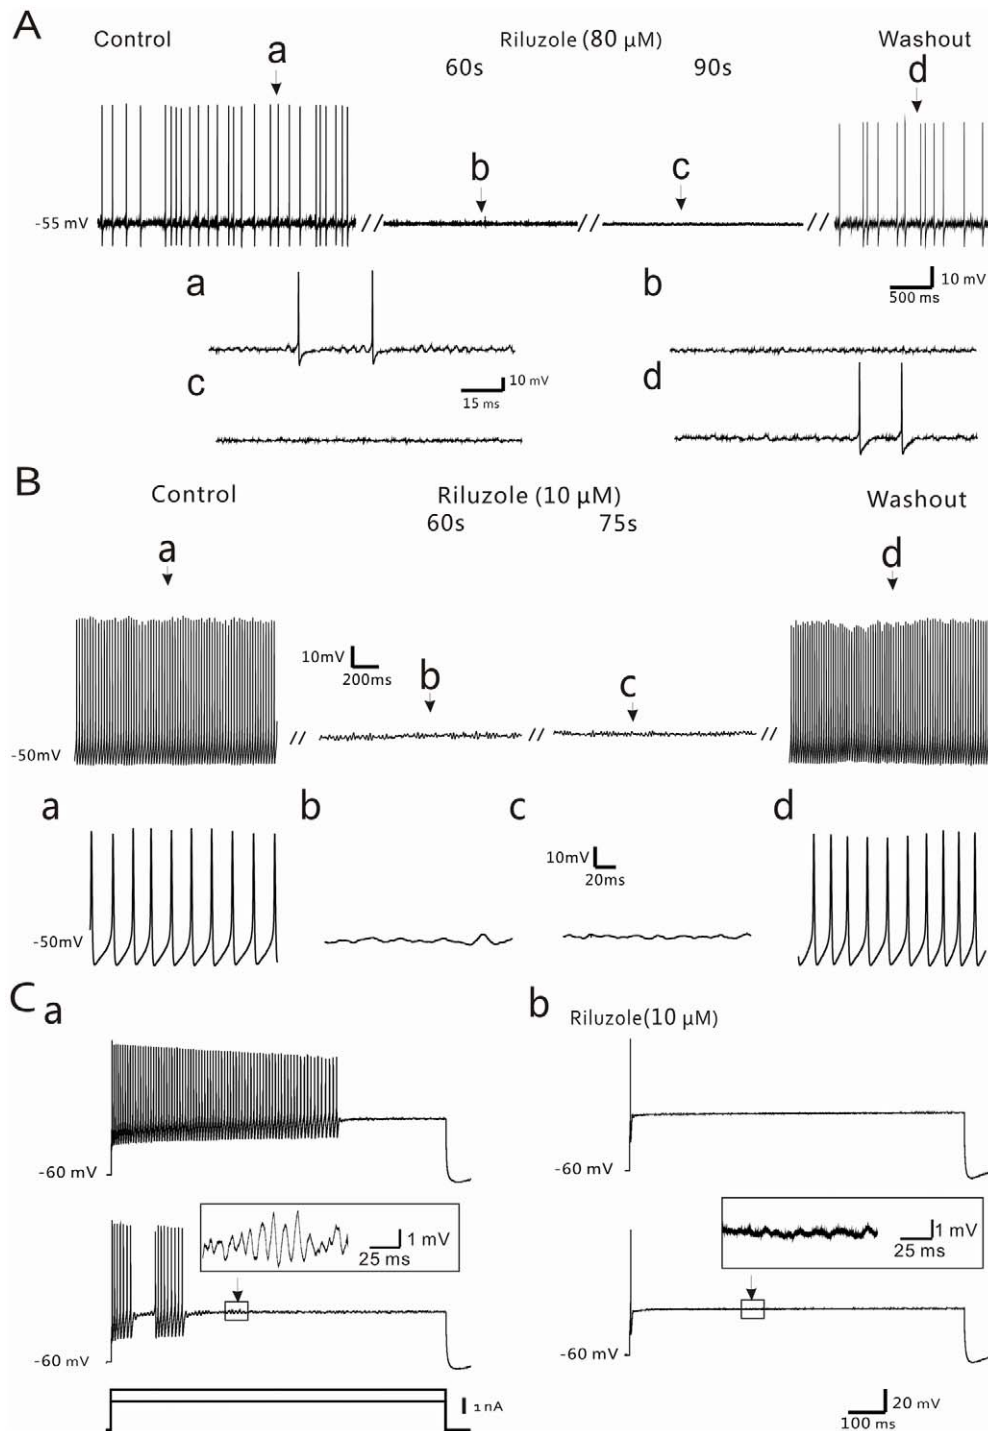 A
Control
Riluzole (80 μM)
Washout
a
60s
90s
d
b
c
-55 mV
//
//
//
10 mV
500 ms
a
b
c
10 mV
15 ms
d
B
Control
Riluzole (10 μM)
Washout
60s
75s
a
d
10mV
200ms
b
c
-50mV
//
//
//
a
b
c
d
10mV
20ms
-50mV
C
a
b
Riluzole(10 μM)
-60 mV
-60 mV
1 mV
25 ms
1 mV
25 ms
-60 mV
-60 mV
1 nA
20 mV
100 ms